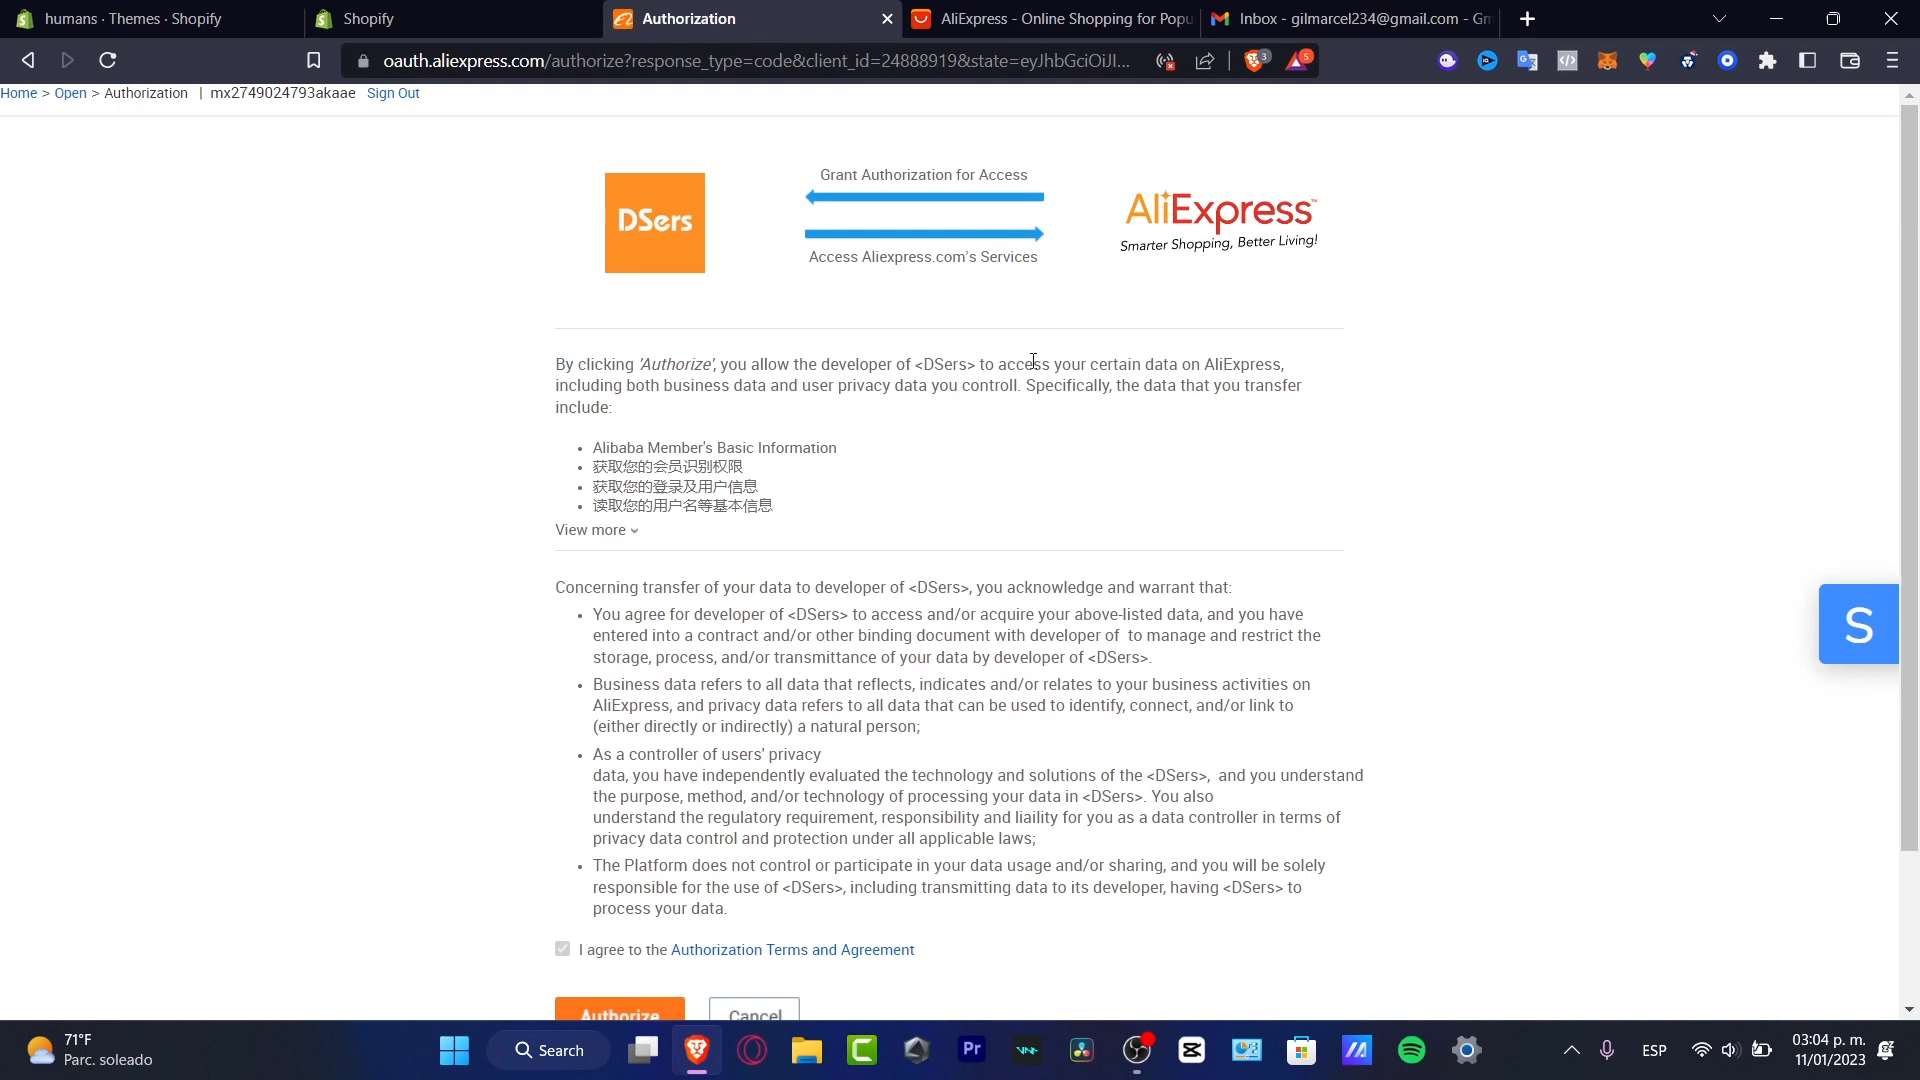 humans · Themes · Shopify
Shopify
Authorization
AliExpress - Online Shopping for Popu
Inbox - gilmarcel234@gmail.com - Gm
oauth.aliexpress.com/authorize?response_type=code&client_id=24888919&state=eyJhbGciOiJI...
3
5
Home > Open > Authorization | mx2749024793akaae Sign Out
Grant Authorization for Access
DSers
AliExpress™
Smarter Shopping, Better Living!
Access Aliexpress.com's Services
By clicking 'Authorize', you allow the developer of <DSers> to access your certain data on AliExpress,
including both business data and user privacy data you controll. Specifically, the data that you transfer
include:
• Alibaba Member's Basic Information
• 获取您的会员识别权限
• 获取您的登录及用户信息
• 读取您的用户名等基本信息
View more
Concerning transfer of your data to developer of <DSers>, you acknowledge and warrant that:
• You agree for developer of <DSers> to access and/or acquire your above-listed data, and you have
entered into a contract and/or other binding document with developer of to manage and restrict the
storage, process, and/or transmittance of your data by developer of <DSers>.
S
• Business data refers to all data that reflects, indicates and/or relates to your business activities on
AliExpress, and privacy data refers to all data that can be used to identify, connect, and/or link to
(either directly or indirectly) a natural person;
• As a controller of users' privacy
data, you have independently evaluated the technology and solutions of the <DSers>, and you understand
the purpose, method, and/or technology of processing your data in <DSers>. You also
understand the regulatory requirement, responsibility and liaility for you as a data controller in terms of
privacy data control and protection under all applicable laws;
• The Platform does not control or participate in your data usage and/or sharing, and you will be solely
responsible for the use of <DSers>, including transmitting data to its developer, having <DSers> to
process your data.
I agree to the Authorization Terms and Agreement
Authorize
Cancel
71°F
Parc. soleado
Search
Pr
ESP
03:04 p. m.
11/01/2023